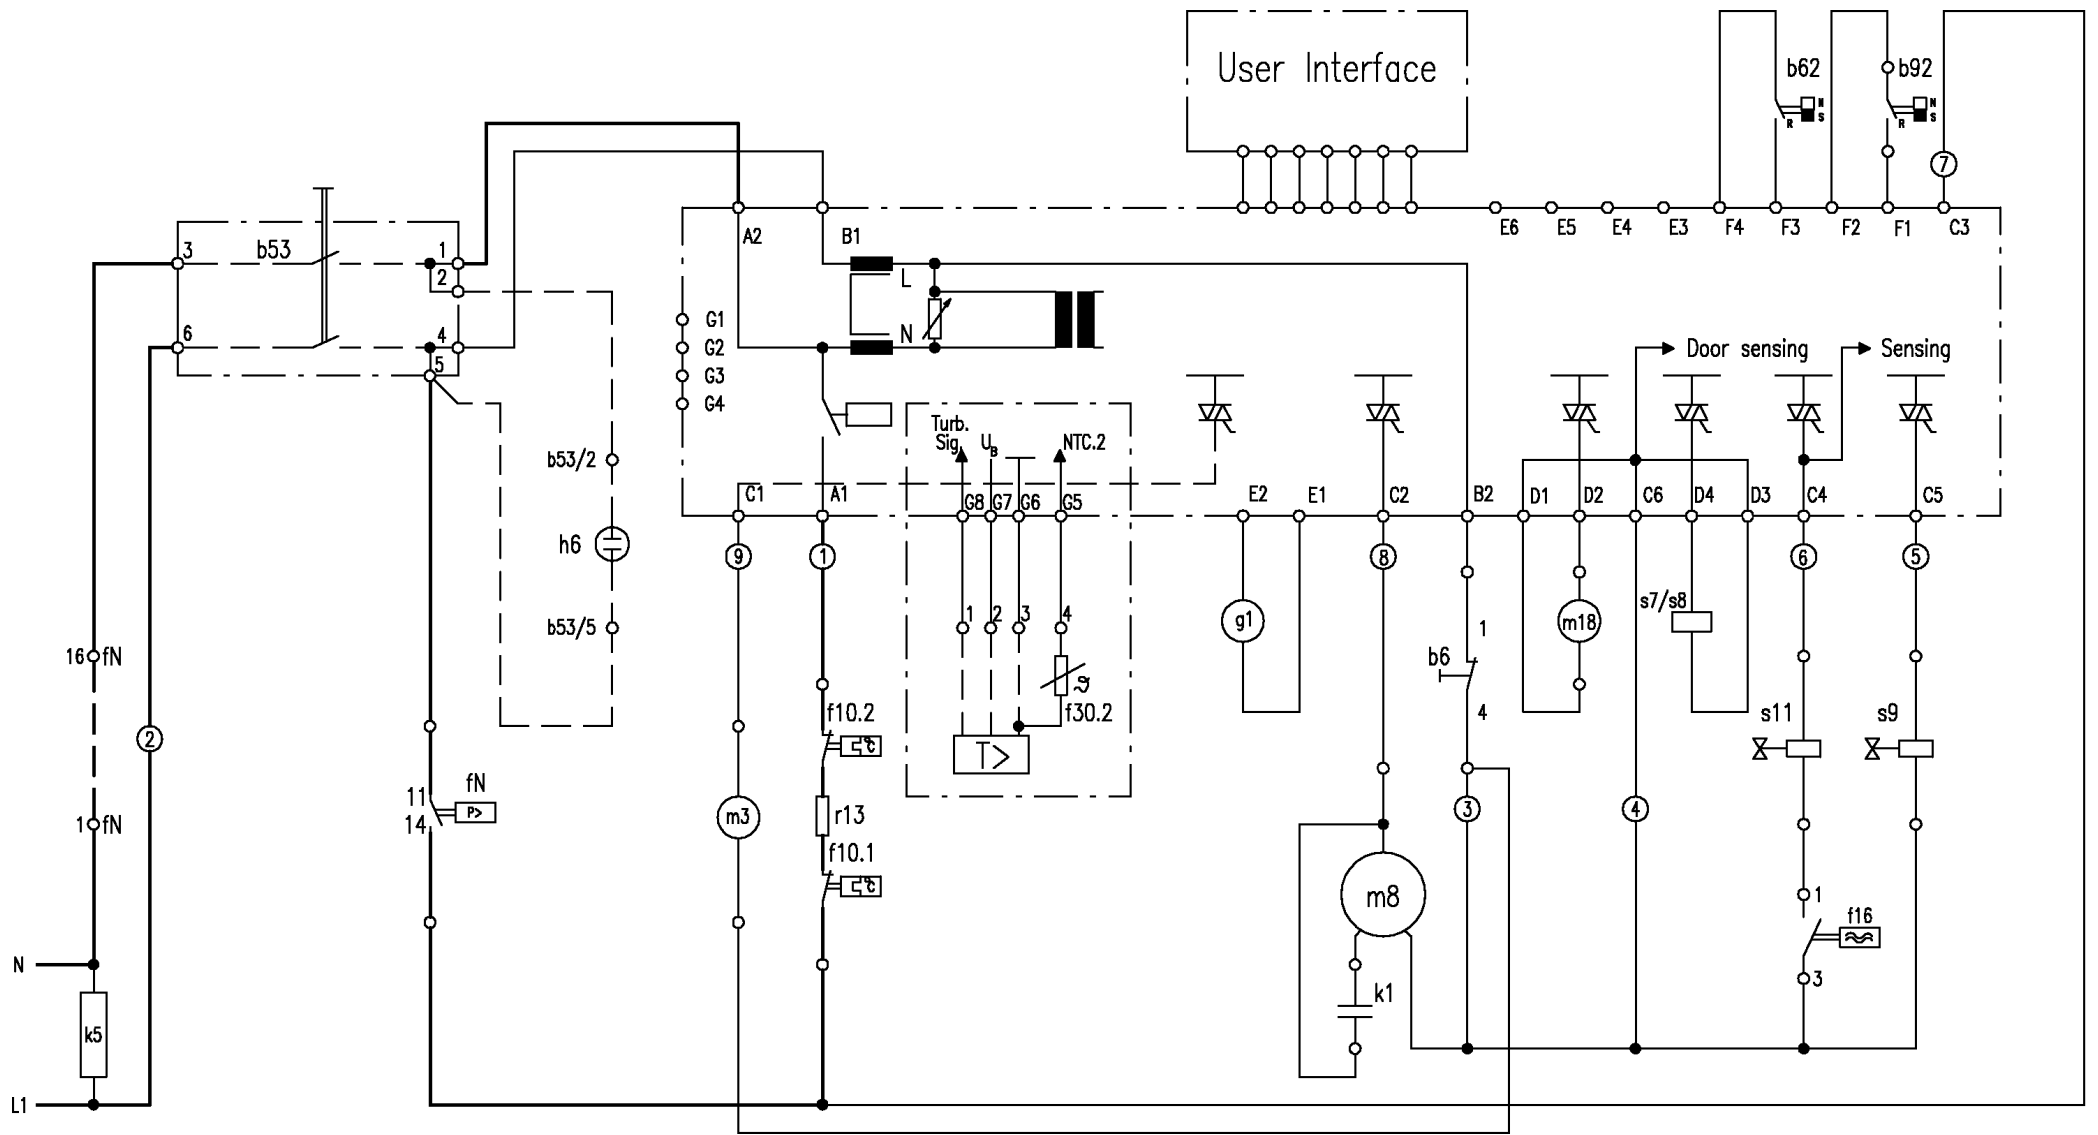 User Interface
b62
b92
N
S
R
N
S
R
7
A2
B1
E6
E5
E4
E3
F4
F3
F2
F1
C3
3
b53
1
2
6
4
5
L
N
G1
G2
G3
G4
Door sensing
Sensing
Turb.
Sig.
UB
NTC.2
b53/2
h6
b53/5
C1
A1
G8
G7
G6
G5
E2
E1
C2
B2
D1
D2
C6
D4
D3
C4
C5
9
1
8
6
5
1
2
3
4
g1
1
b6
4
m18
s7/s8
16
fN
2
f10.2
°C
ϑ
f30.2
T>
s11
s9
11
14
fN
P>
1
fN
m3
r13
f10.1
°C
3
4
m8
1
f16
3
k1
N
k5
L1